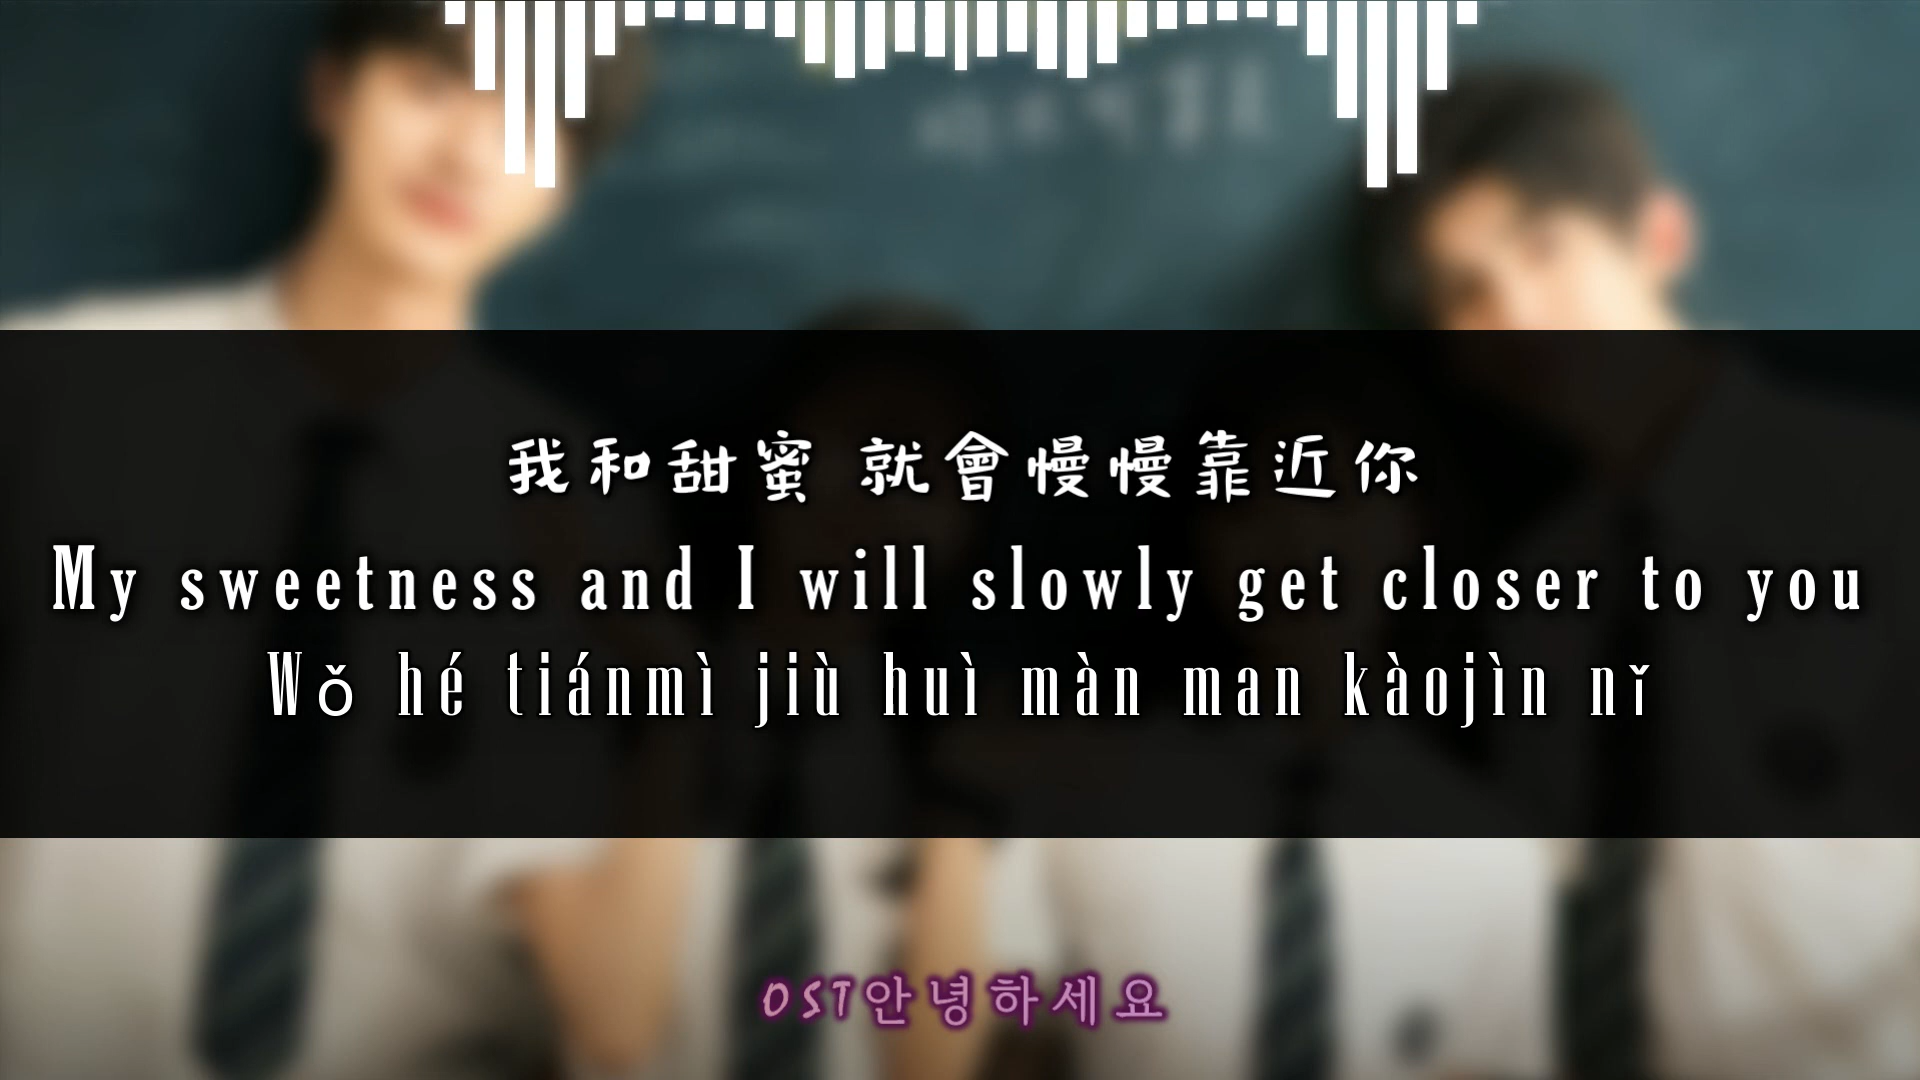 我和甜蜜 就會慢慢靠近你
My sweetness and I will slowly get closer to you
Wǒ hé tiánmì jiù huì màn man kàojìn nǐ
OST안녕하세요